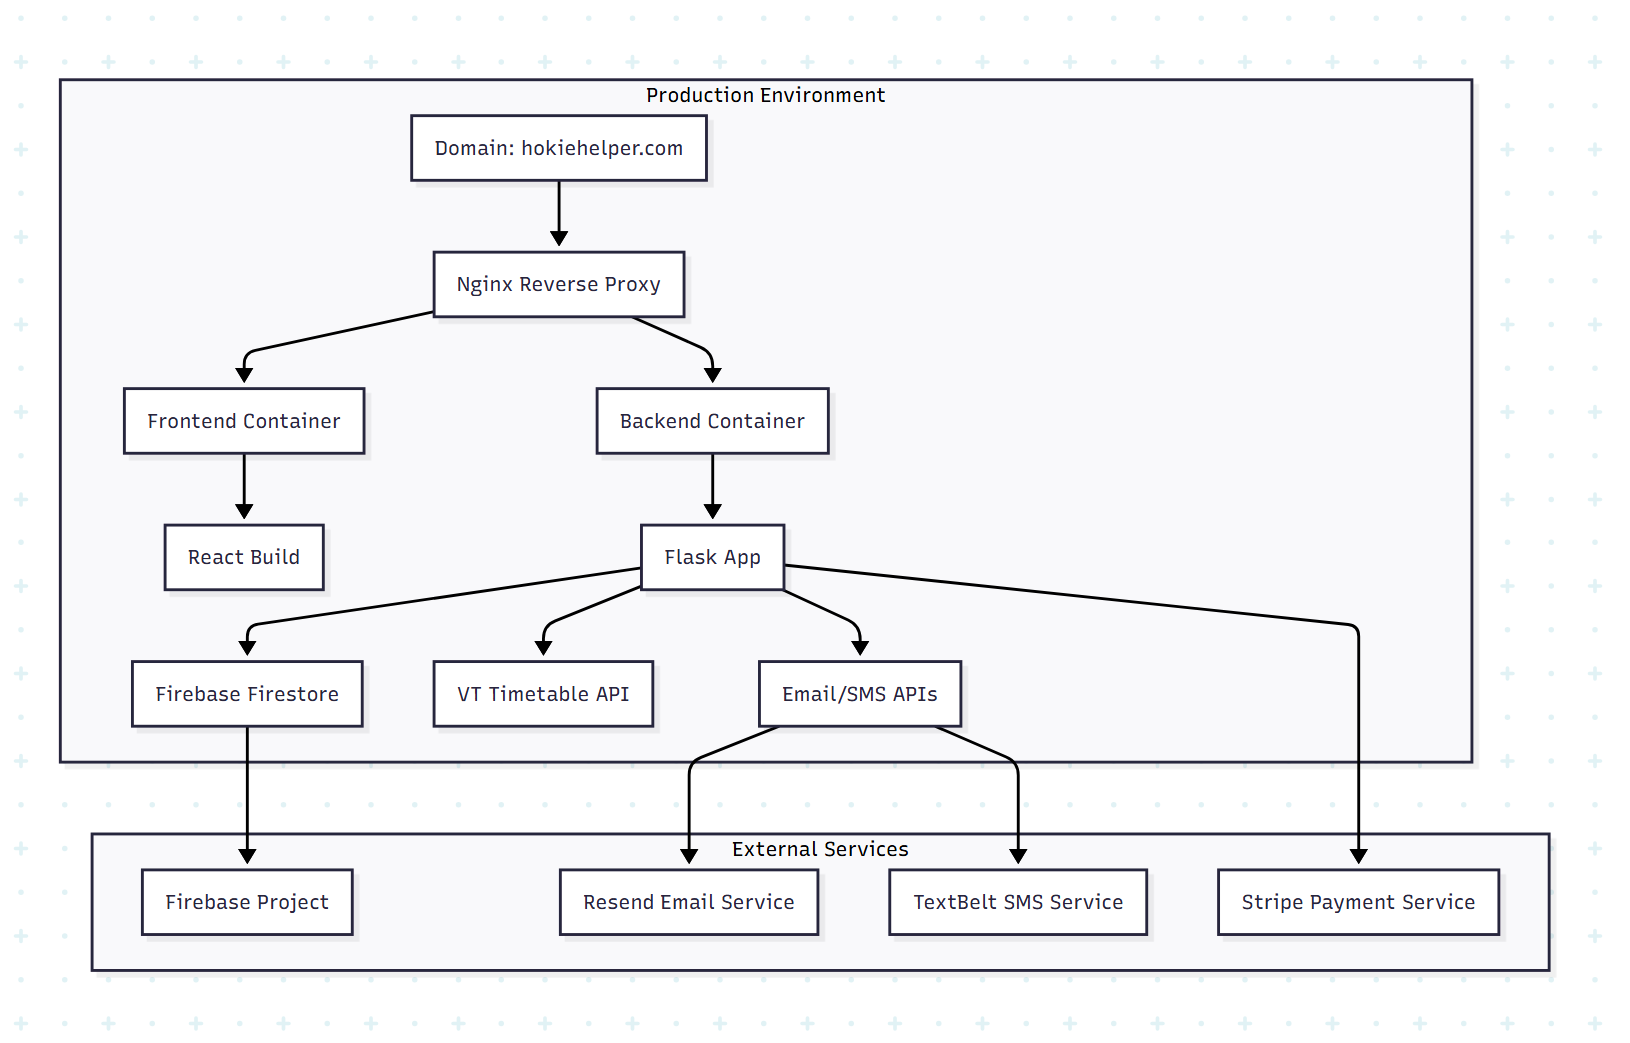 Production Environment
Domain: hokiehelper.com
Nginx Reverse Proxy
Frontend Container
Backend Container
React Build
Flask App
Firebase Firestore
VT Timetable API
Email/SMS APIs
External Services
Firebase Project
Resend Email Service
TextBelt SMS Service
Stripe Payment Service